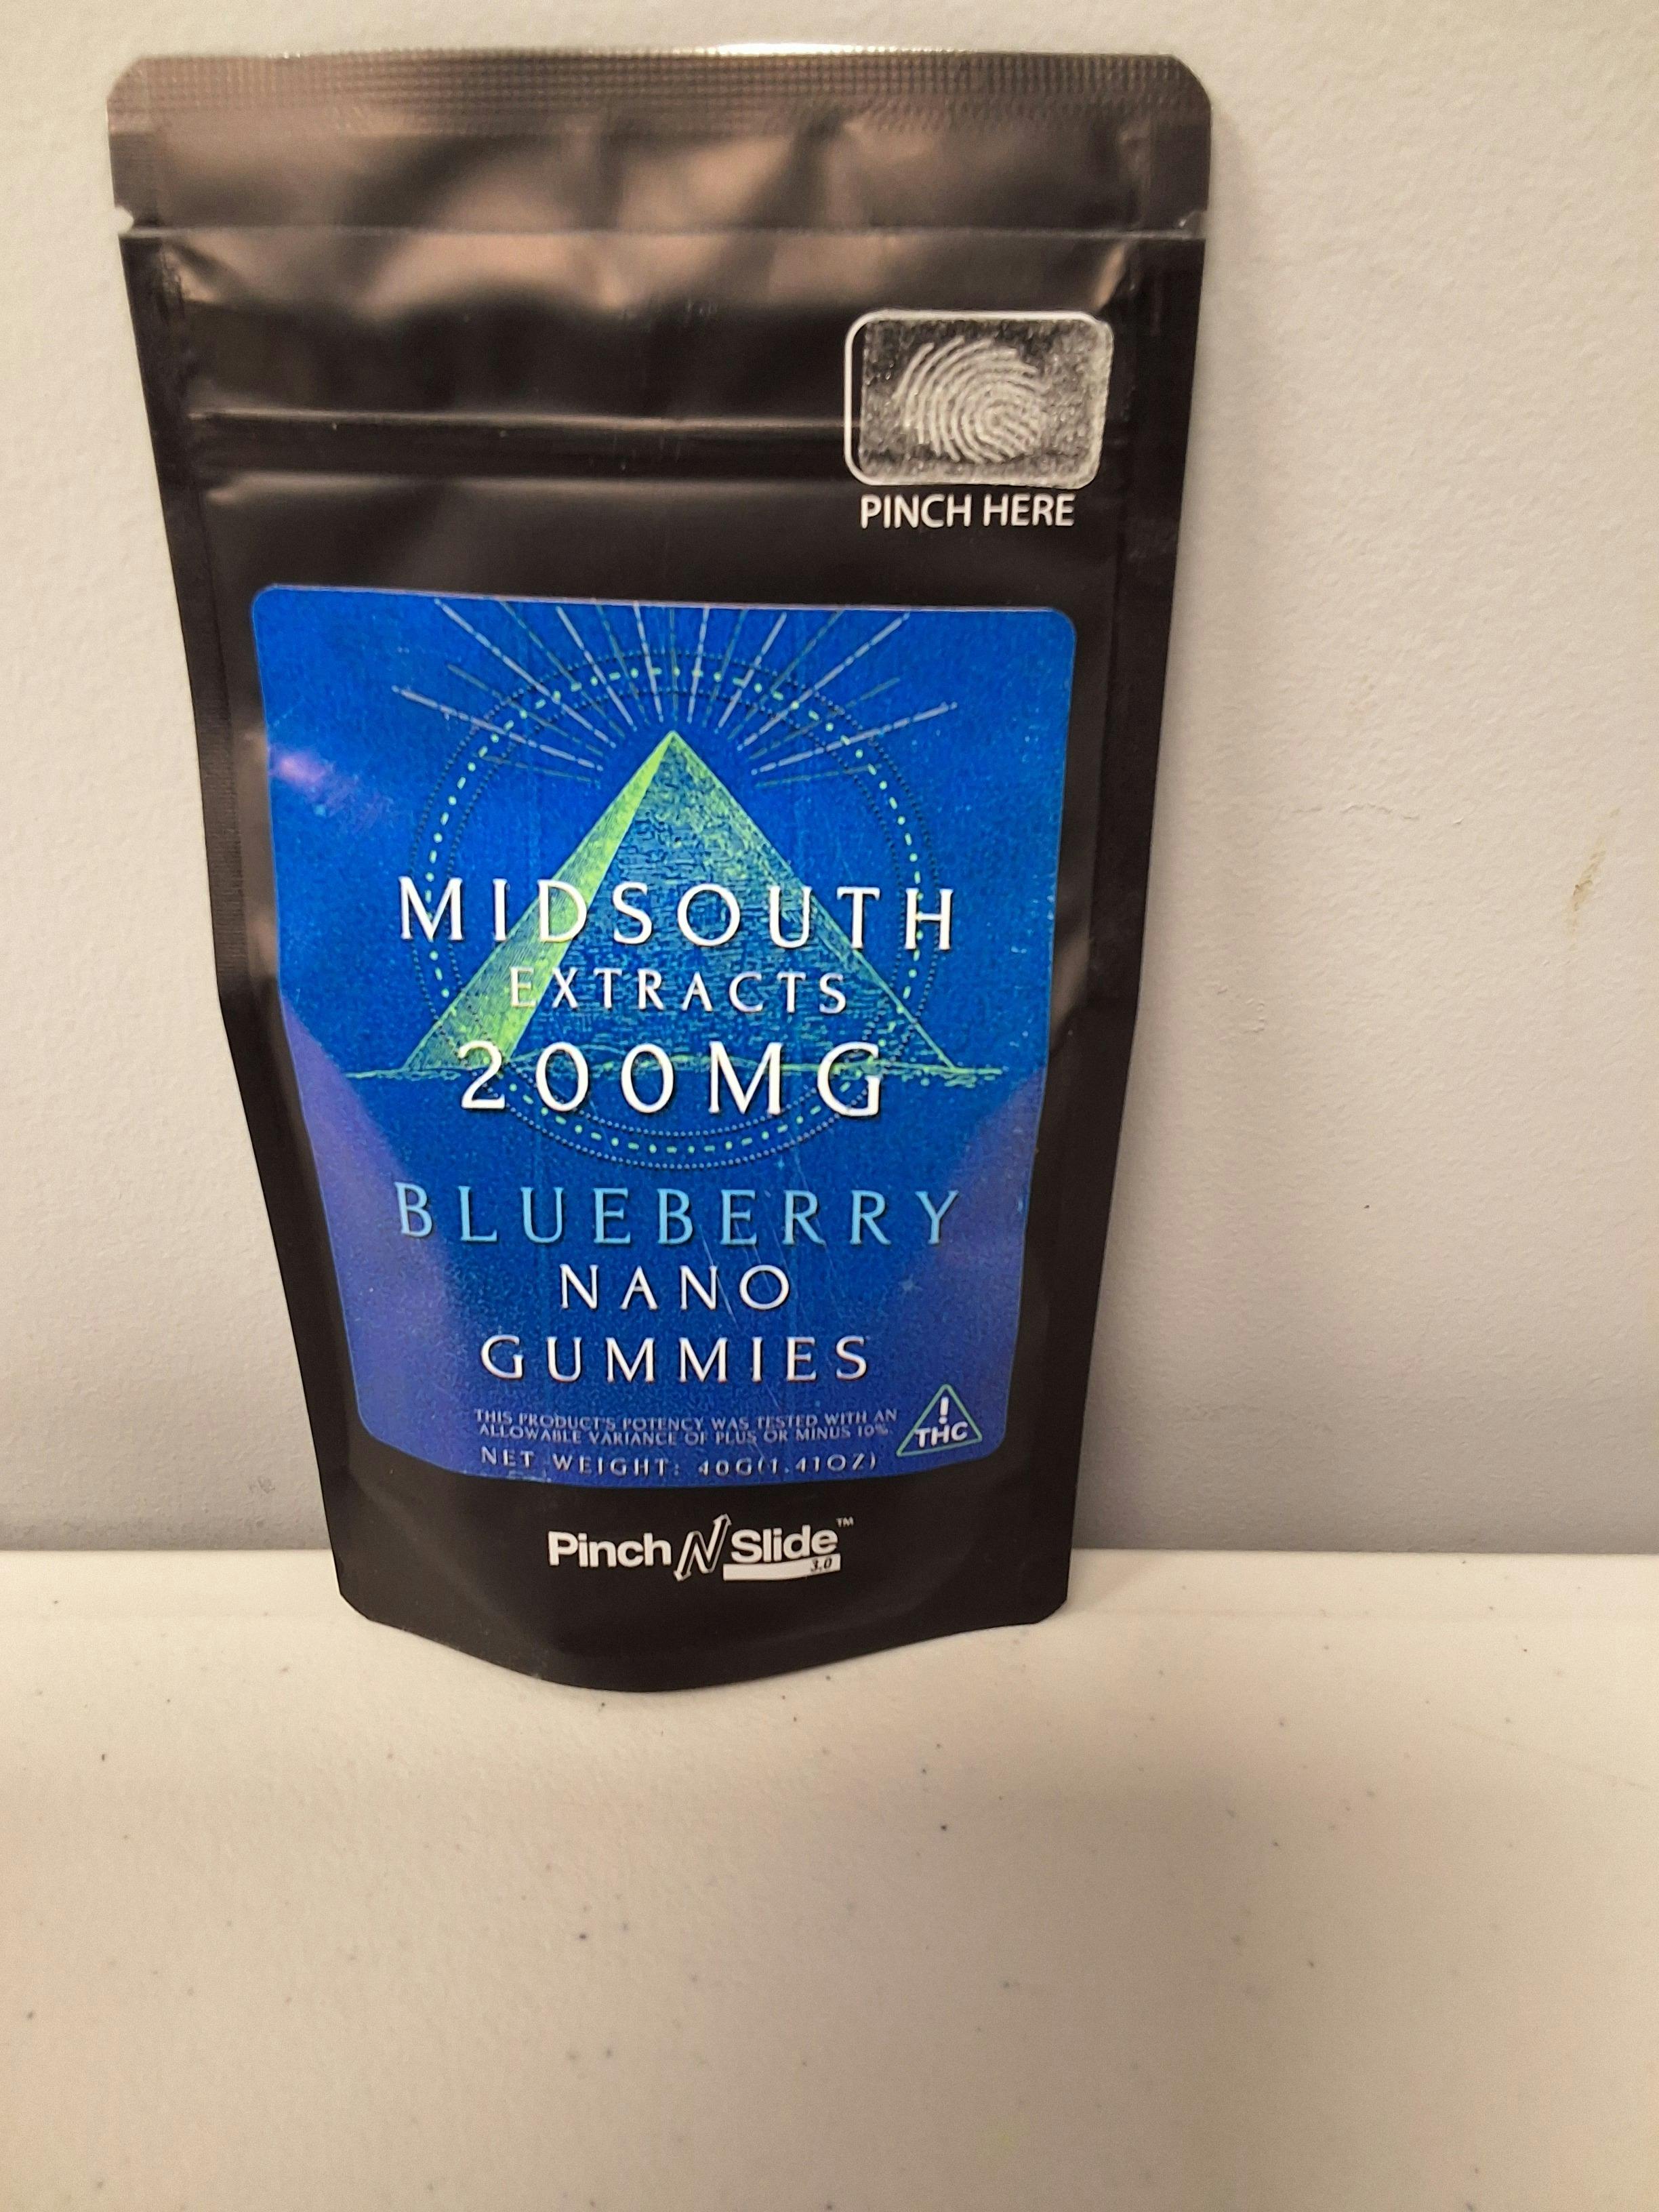 PINCH HERE
MIDSOUTH
EXTRACTS
200MG
BLUEBERRY
NANO
GUMMIES
THIS PRODUCT'S POTENCY WAS TESTED WITH AN
ALLOWABLE VARIANCE OF PLUS OR MINUS 10%.
NET WEIGHT: 40G(1.41OZ)
!
THC
Pinch N Slide™
3.0